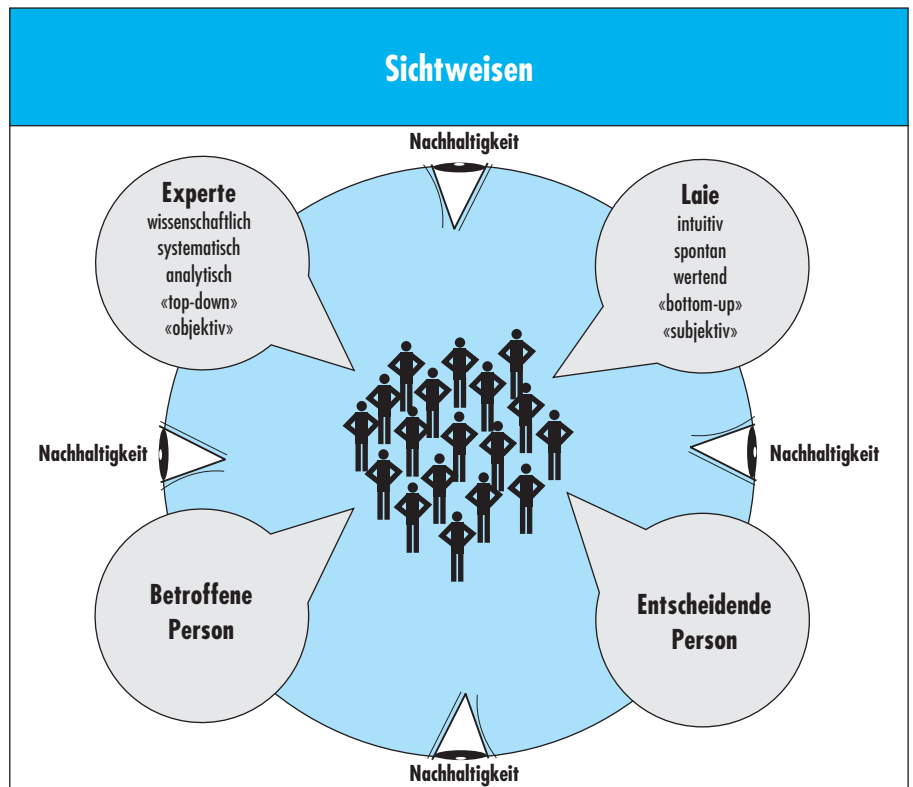 Sichtweisen
Nachhaltigkeit
Experte
wissenschaftlich
systematisch
analytisch
«top-down»
«objektiv»
Laie
intuitiv
spontan
wertend
«bottom-up»
«subjektiv»
Nachhaltigkeit
Nachhaltigkeit
Betroffene
Person
Entscheidende
Person
Nachhaltigkeit